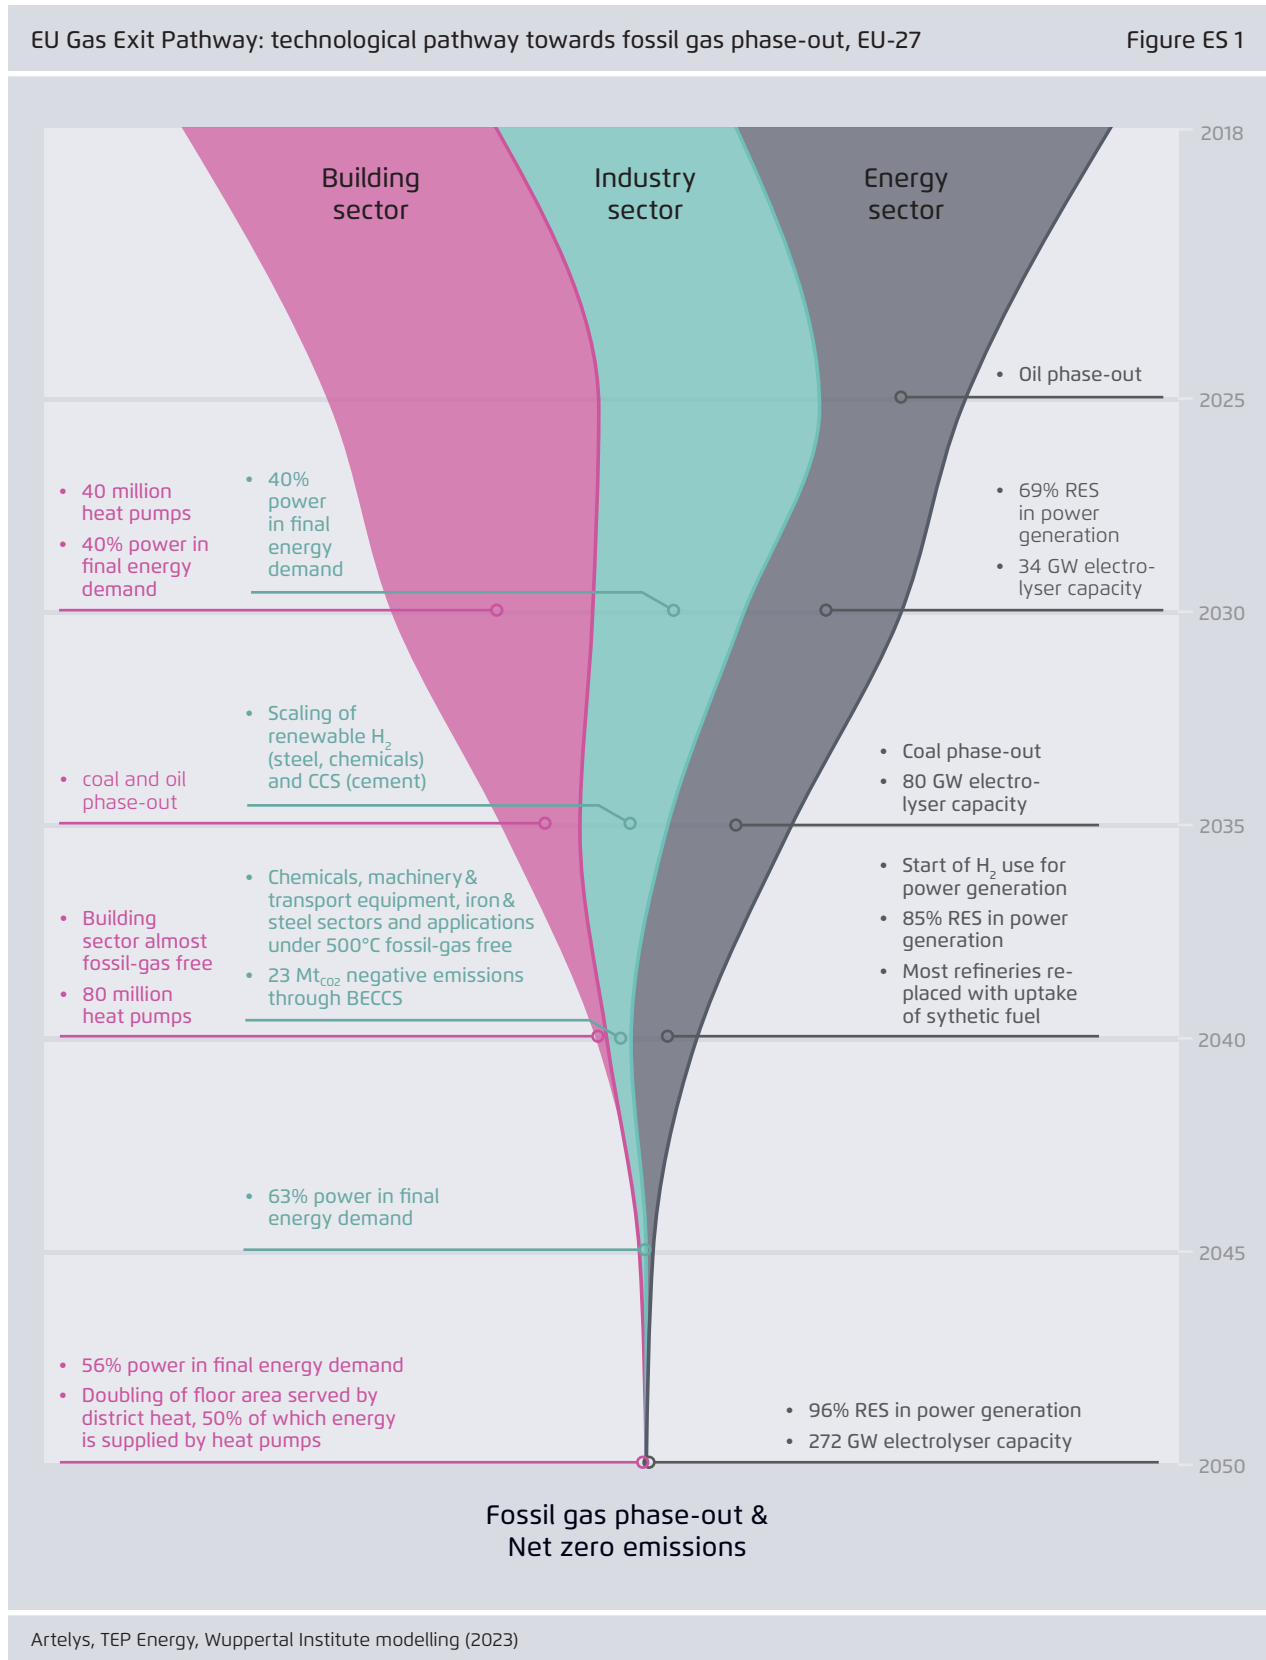 EU Gas Exit Pathway: technological pathway towards fossil gas phase-out, EU-27
Figure ES 1
2018
Building
sector
Industry
sector
Energy
sector
• Oil phase-out
2025
• 40 million
heat pumps
• 40% power in
final energy
demand
• 40%
power
in final
energy
demand
• 69% RES
in power
generation
• 34 GW electro-
lyser capacity
2030
• coal and oil
phase-out
• Scaling of
renewable H₂
(steel, chemicals)
and CCS (cement)
• Coal phase-out
• 80 GW electro-
lyser capacity
2035
• Building
sector almost
fossil-gas free
• 80 million
heat pumps
• Chemicals, machinery &
transport equipment, iron &
steel sectors and applications
under 500°C fossil-gas free
• 23 Mt_CO2 negative emissions
through BECCS
• Start of H₂ use for
power generation
• 85% RES in power
generation
• Most refineries re-
placed with uptake
of sythetic fuel
2040
• 63% power in final
energy demand
2045
• 56% power in final energy demand
• Doubling of floor area served by
district heat, 50% of which energy
is supplied by heat pumps
• 96% RES in power generation
• 272 GW electrolyser capacity
2050
Fossil gas phase-out &
Net zero emissions
Artelys, TEP Energy, Wuppertal Institute modelling (2023)